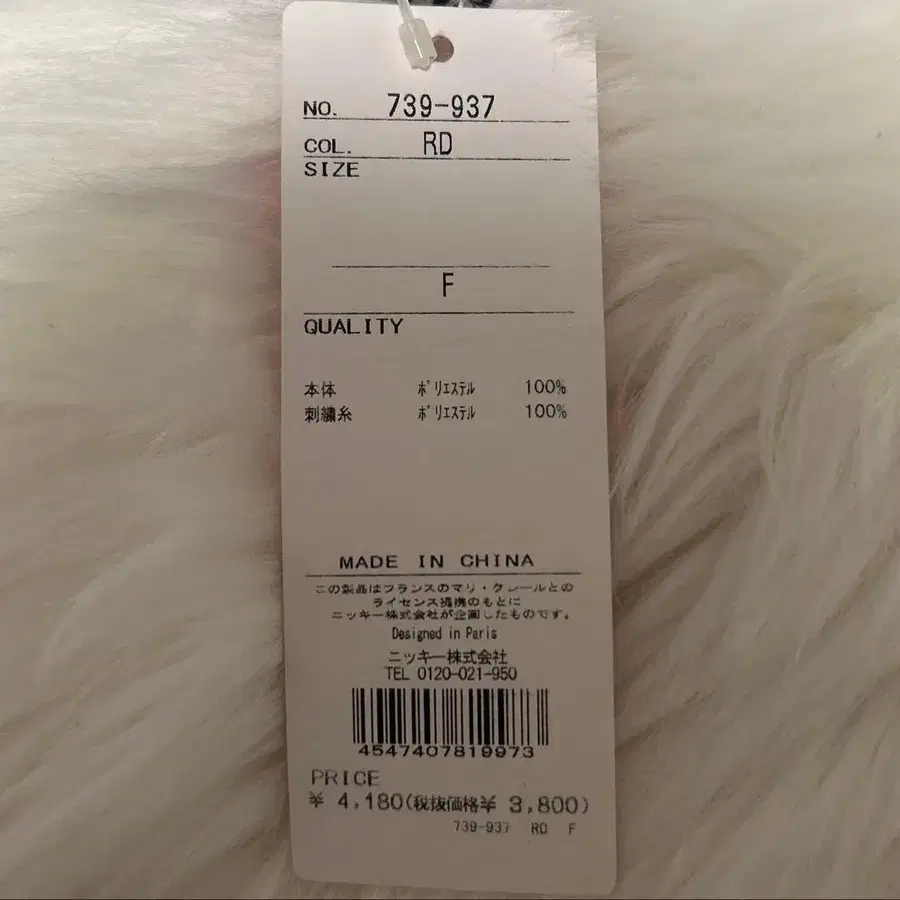 NO. 739-937
COL. RD
SIZE
F
QUALITY
本体 ﾎﾟﾘｴｽﾃﾙ 100%
刺繍糸 ﾎﾟﾘｴｽﾃﾙ 100%
MADE IN CHINA
この製品はフランスのマリ・クレールとの
ライセンス提携のもとに
ニッキー株式会社が企画したものです。
Designed in Paris
ニッキー株式会社
TEL 0120-021-950
4547407819973
PRICE
¥ 4,180(税抜価格¥ 3,800)
739-937 RD F